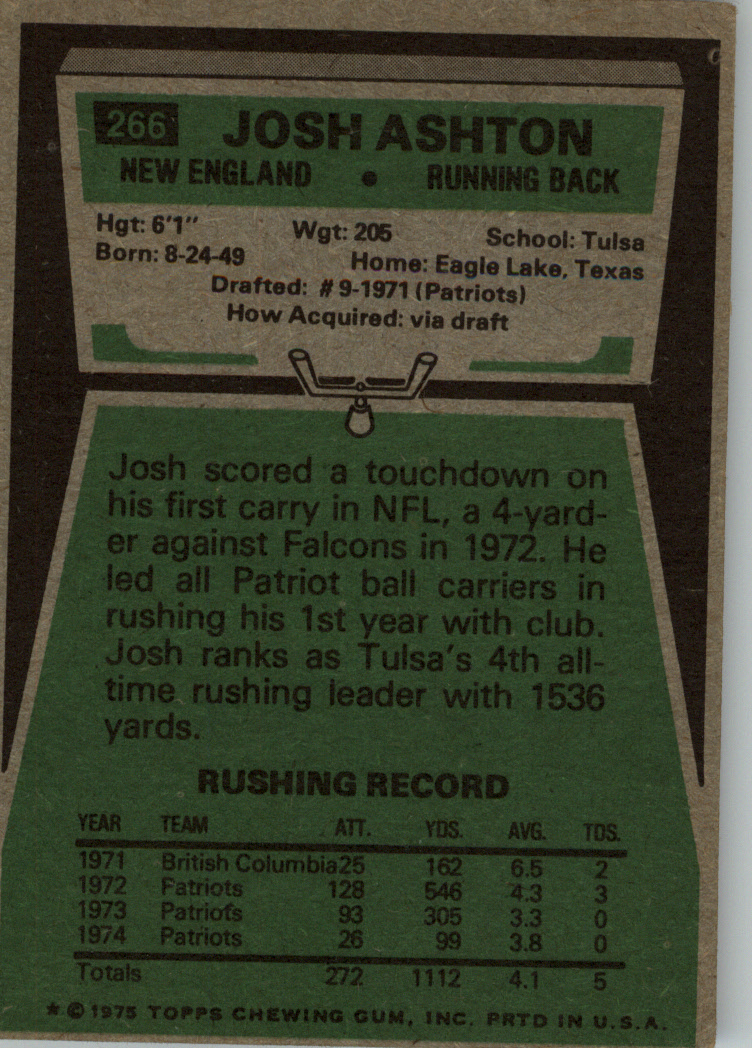 266 JOSH ASHTON
NEW ENGLAND • RUNNING BACK
Hgt: 6'1" Wgt: 205 School: Tulsa
Born: 8-24-49 Home: Eagle Lake, Texas
Drafted: #9-1971 (Patriots)
How Acquired: via draft
Josh scored a touchdown on
his first carry in NFL, a 4-yard-
er against Falcons in 1972. He
led all Patriot ball carriers in
rushing his 1st year with club.
Josh ranks as Tulsa's 4th all-
time rushing leader with 1536
yards.
RUSHING RECORD
YEAR TEAM ATT. YDS. AVG. TDS.
1971 British Columbia 25 162 6.5 2
1972 Patriots 128 546 4.3 3
1973 Patriots 93 305 3.3 0
1974 Patriots 26 99 3.8 0
Totals 272 1112 4.1 5
* © 1975 TOPPS CHEWING GUM, INC. PRTD IN U.S.A.